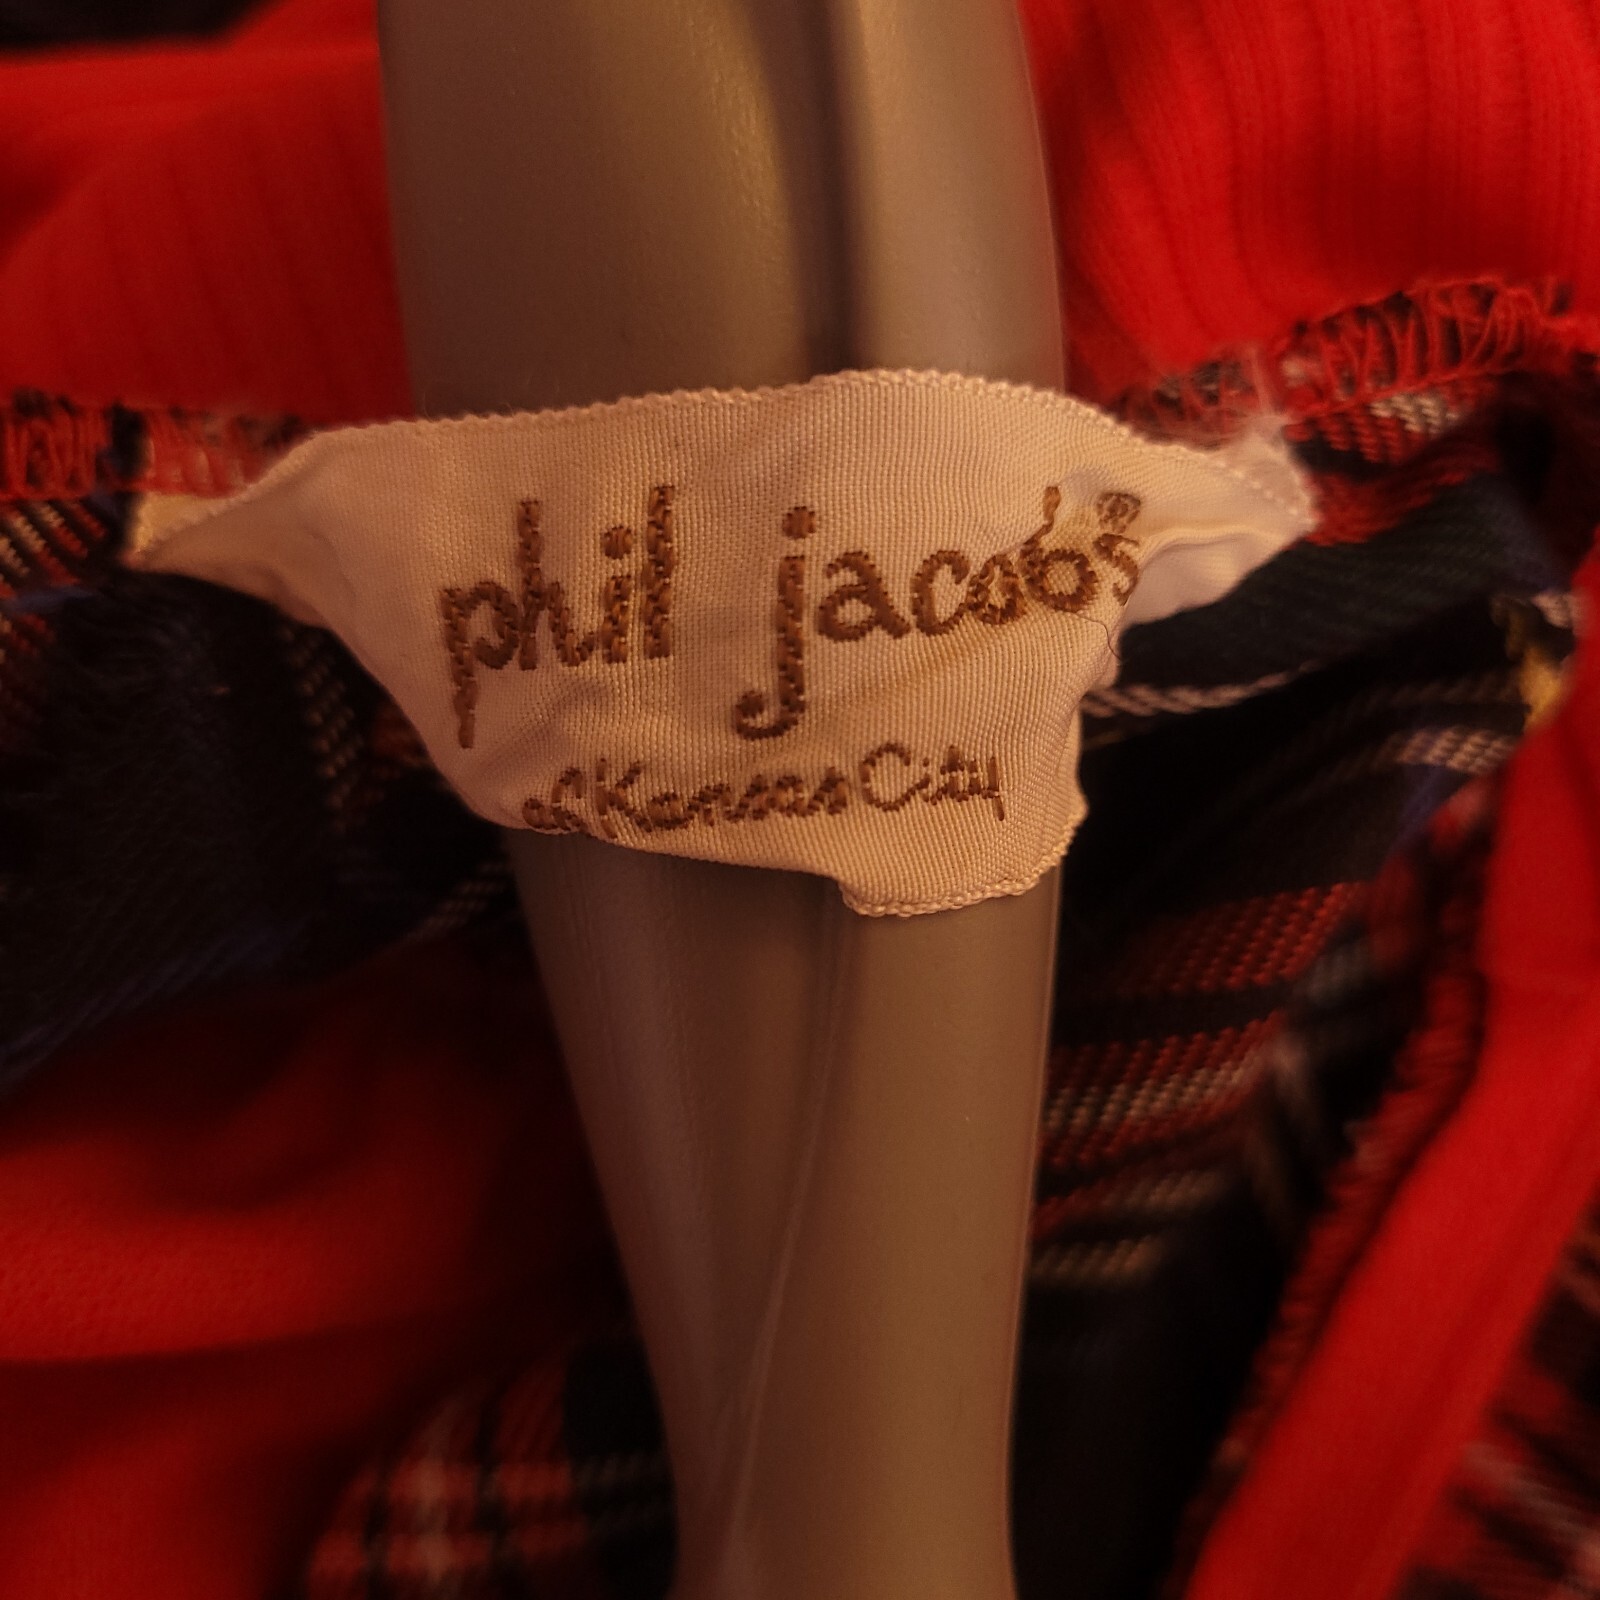 phil jacobs®
of Kansas City